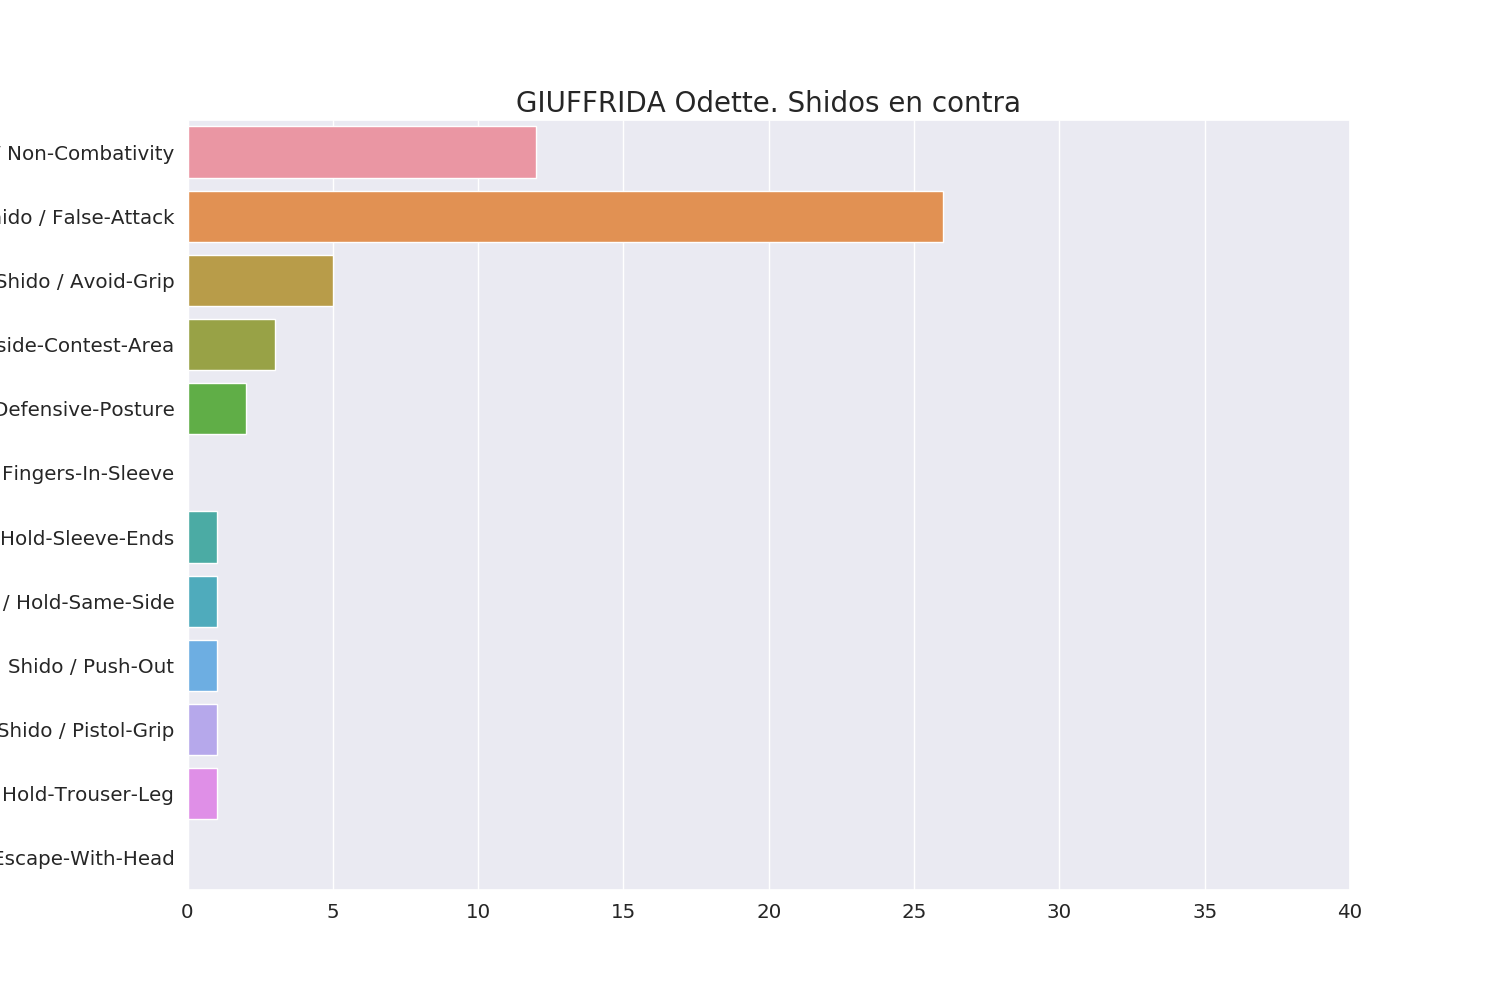 GIUFFRIDA Odette. Shidos en contra
/ Non-Combativity
ido / False-Attack
Shido / Avoid-Grip
side-Contest-Area
Defensive-Posture
Fingers-In-Sleeve
Hold-Sleeve-Ends
/ Hold-Same-Side
Shido / Push-Out
Shido / Pistol-Grip
Hold-Trouser-Leg
Escape-With-Head
0 5 10 15 20 25 30 35 40